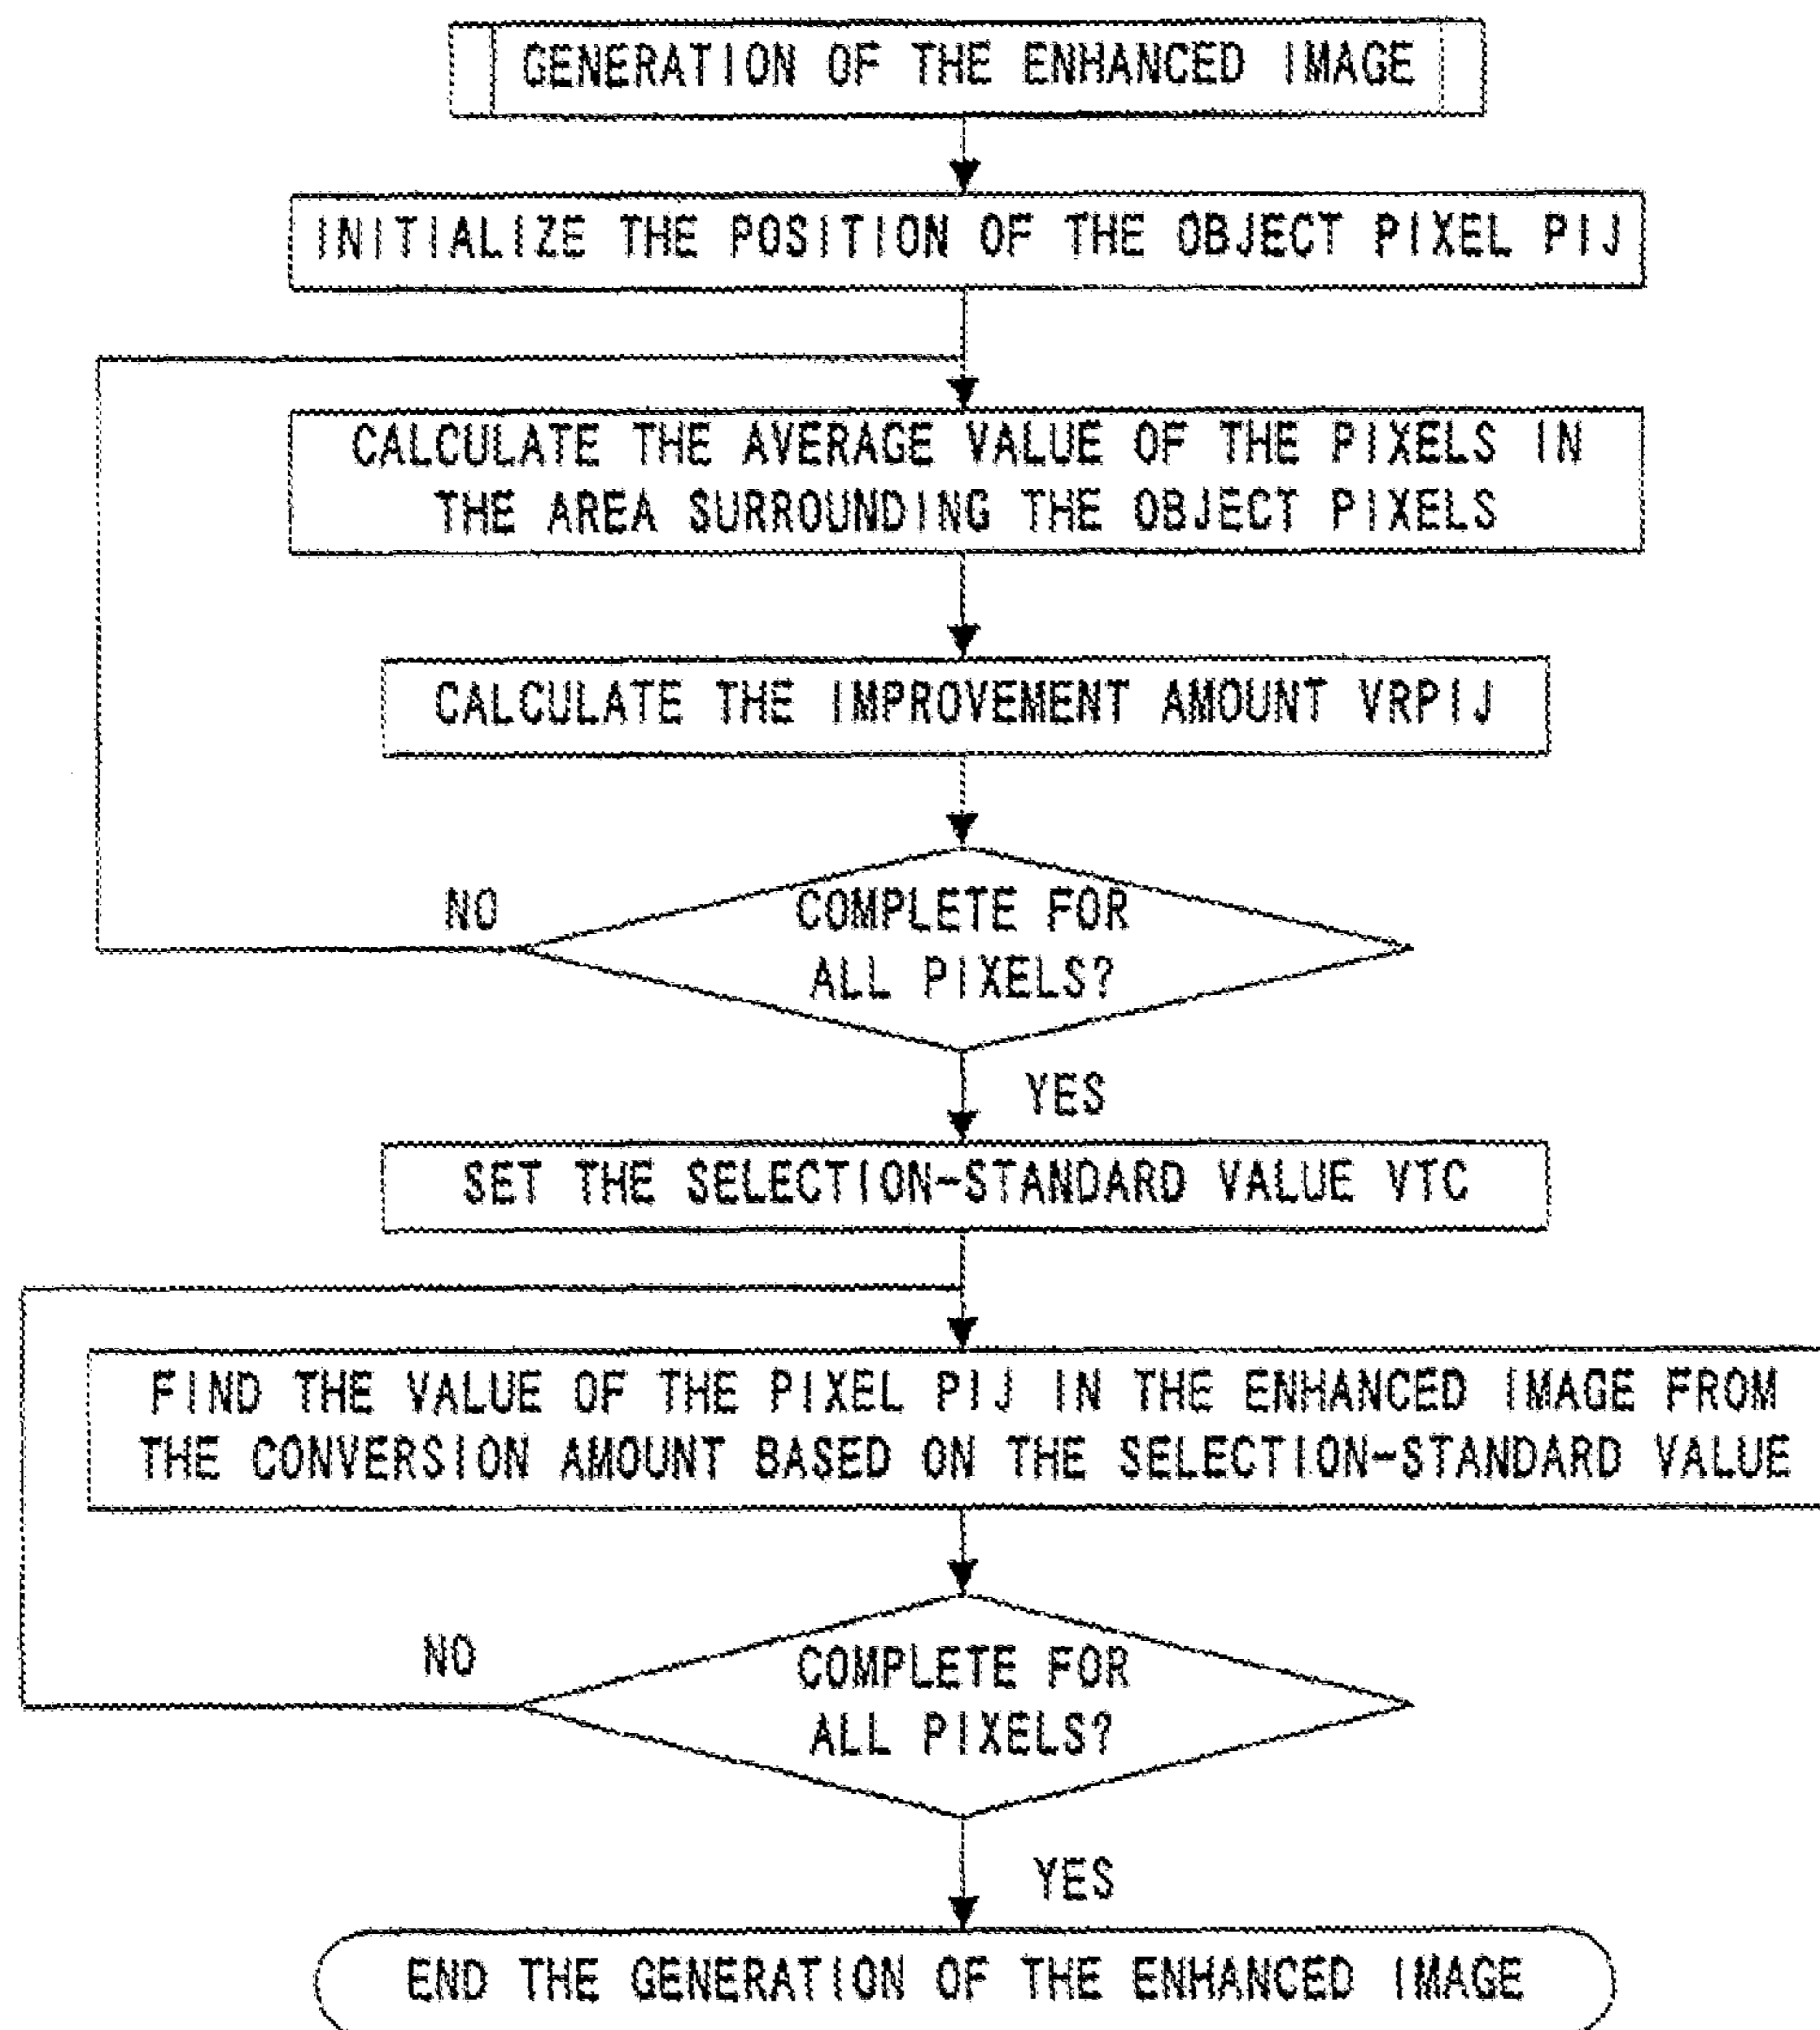 GENERATION OF THE ENHANCED IMAGE
INITIALIZE THE POSITION OF THE OBJECT PIXEL PIJ
CALCULATE THE AVERAGE VALUE OF THE PIXELS IN
THE AREA SURROUNDING THE OBJECT PIXELS
CALCULATE THE IMPROVEMENT AMOUNT VRPIJ
NO
COMPLETE FOR
ALL PIXELS?
YES
SET THE SELECTION-STANDARD VALUE VTC
FIND THE VALUE OF THE PIXEL PIJ IN THE ENHANCED IMAGE FROM
THE CONVERSION AMOUNT BASED ON THE SELECTION-STANDARD VALUE
NO
COMPLETE FOR
ALL PIXELS?
YES
END THE GENERATION OF THE ENHANCED IMAGE